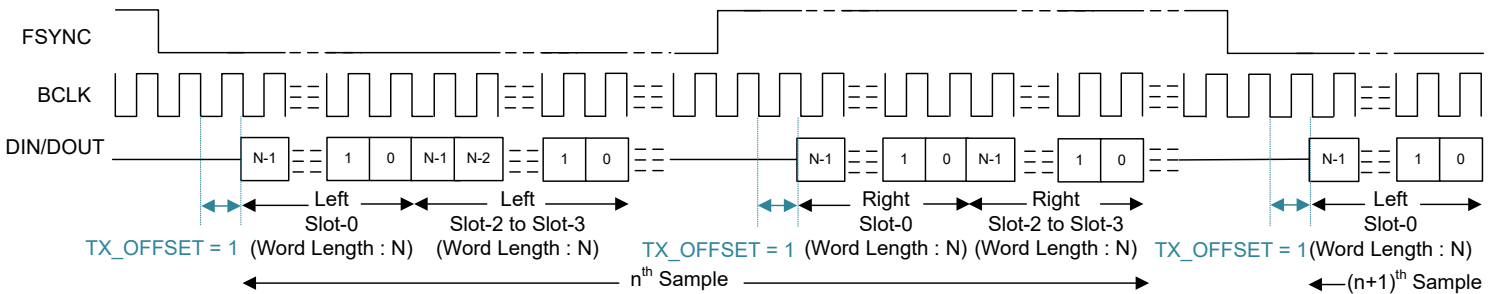 FSYNC
BCLK
DIN/DOUT
N-1 1 0 N-1 N-2 1 0 N-1 1 0 N-1 1 0 N-1 1 0
Left Left Right Right Left
Slot-0 Slot-2 to Slot-3 Slot-0 Slot-2 to Slot-3 Slot-0
TX_OFFSET = 1 (Word Length : N) (Word Length : N) TX_OFFSET = 1 (Word Length : N) (Word Length : N) TX_OFFSET = 1 (Word Length : N)
nth Sample (n+1)th Sample